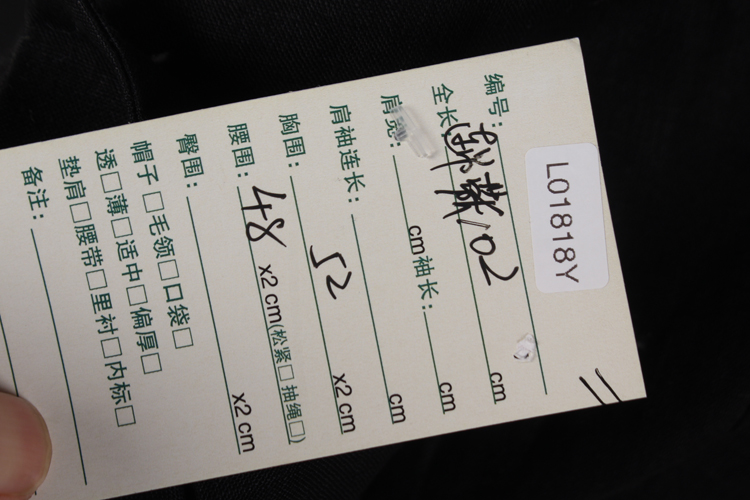 L01818Y
编号:
全长 102 cm
肩宽: cm 袖长: cm
肩袖连长: cm
胸围: 52 x2 cm
腰围: 48 x2 cm(松紧□ 抽绳□)
臀围: x2 cm
帽子□毛领□口袋□
透□薄□适中□偏厚□
垫肩□腰带□里衬□内标□
备注: